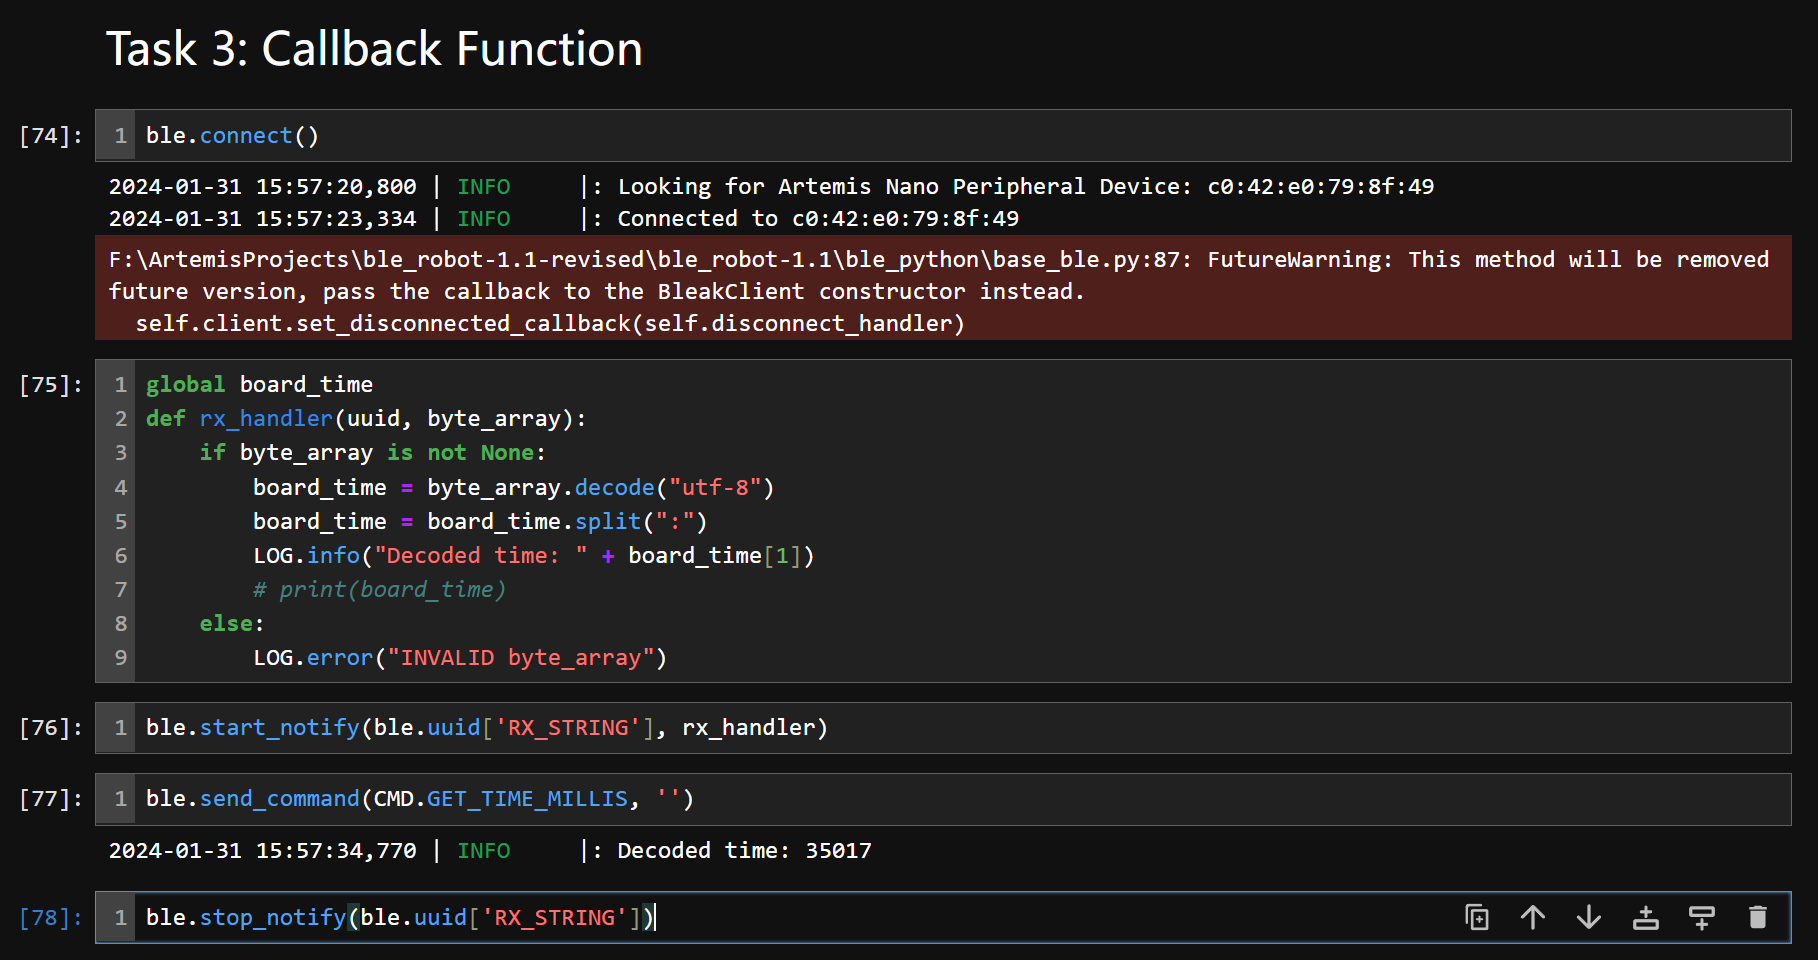 Task 3: Callback Function
[74]: 1 ble.connect()
2024-01-31 15:57:20,800 | INFO     |: Looking for Artemis Nano Peripheral Device: c0:42:e0:79:8f:49
2024-01-31 15:57:23,334 | INFO     |: Connected to c0:42:e0:79:8f:49
F:\ArtemisProjects\ble_robot-1.1-revised\ble_robot-1.1\ble_python\base_ble.py:87: FutureWarning: This method will be removed
future version, pass the callback to the BleakClient constructor instead.
  self.client.set_disconnected_callback(self.disconnect_handler)
[75]: 1 global board_time
2 def rx_handler(uuid, byte_array):
3     if byte_array is not None:
4         board_time = byte_array.decode("utf-8")
5         board_time = board_time.split(":")
6         LOG.info("Decoded time: " + board_time[1])
7         # print(board_time)
8     else:
9         LOG.error("INVALID byte_array")
[76]: 1 ble.start_notify(ble.uuid['RX_STRING'], rx_handler)
[77]: 1 ble.send_command(CMD.GET_TIME_MILLIS, '')
2024-01-31 15:57:34,770 | INFO     |: Decoded time: 35017
[78]: 1 ble.stop_notify(ble.uuid['RX_STRING'])